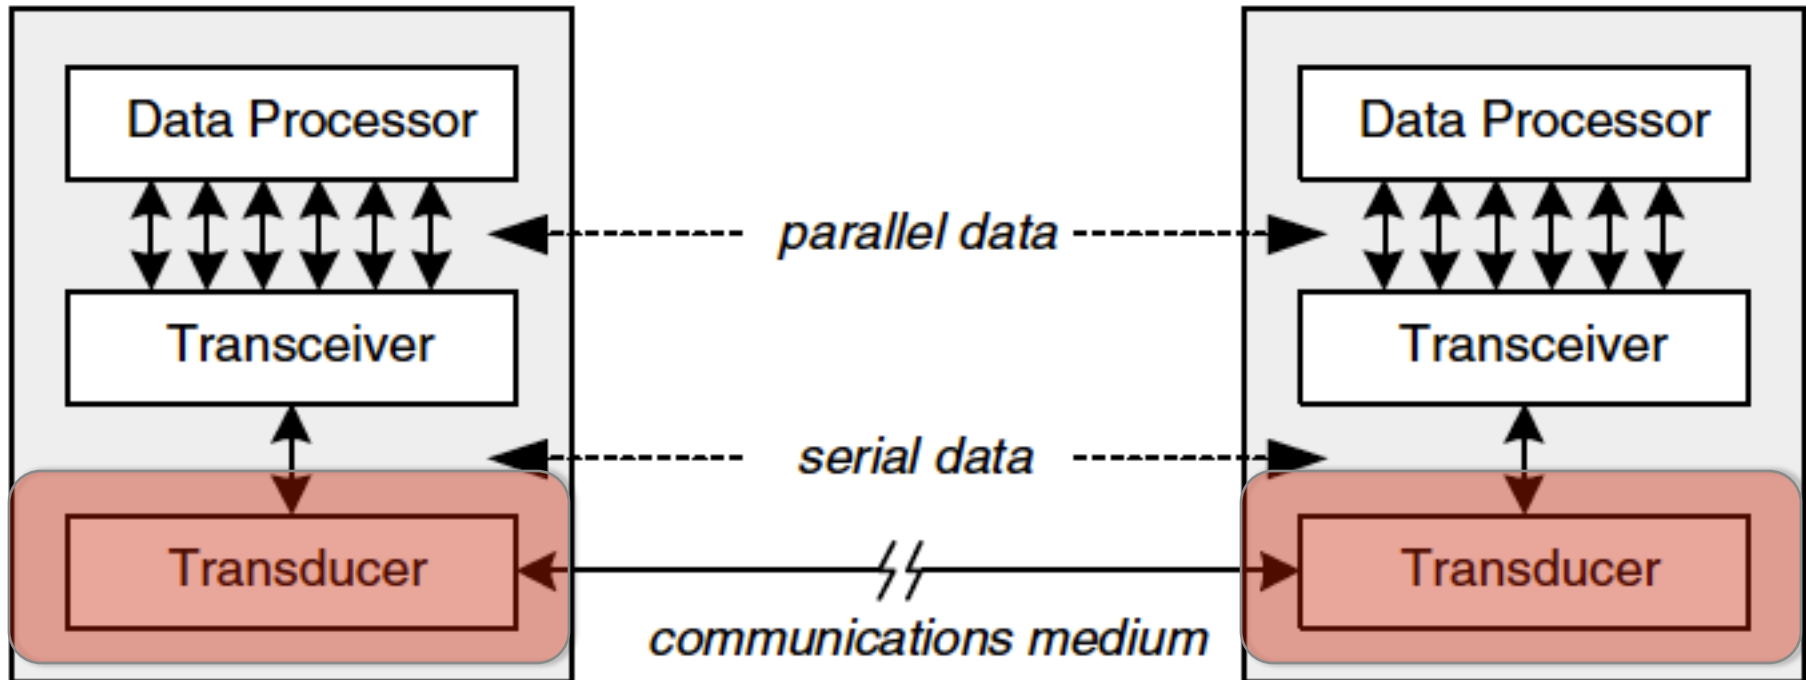 Data Processor
Data Processor
parallel data
Transceiver
Transceiver
serial data
Transducer
Transducer
communications medium